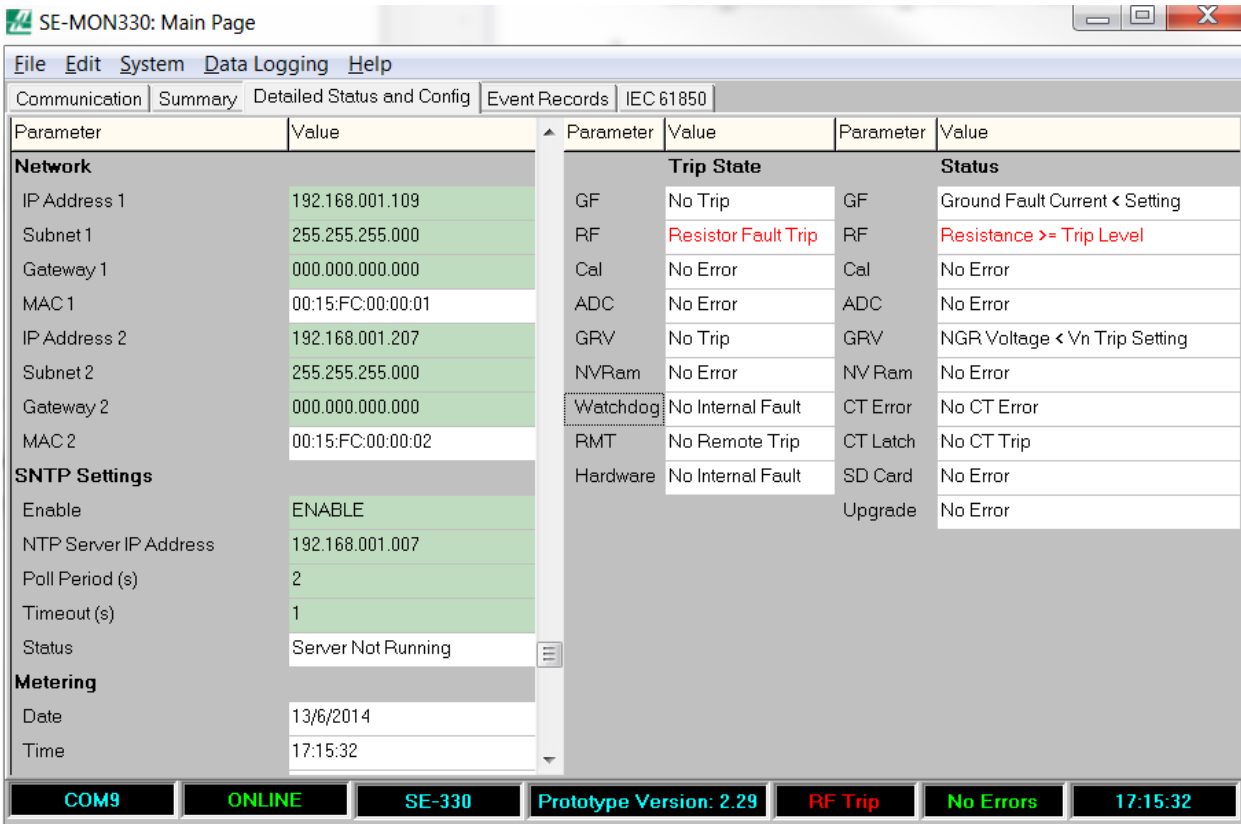 SE-MON330: Main Page
File Edit System Data Logging Help
Communication Summary Detailed Status and Config Event Records IEC 61850
Parameter Value Parameter Value Parameter Value
Network Trip State Status
IP Address 1 192.168.001.109 GF No Trip GF Ground Fault Current < Setting
Subnet 1 255.255.255.000 RF Resistor Fault Trip RF Resistance >= Trip Level
Gateway 1 000.000.000.000 Cal No Error Cal No Error
MAC 1 00:15:FC:00:00:01 ADC No Error ADC No Error
IP Address 2 192.168.001.207 GRV No Trip GRV NGR Voltage < Vn Trip Setting
Subnet 2 255.255.255.000 NVRam No Error NV Ram No Error
Gateway 2 000.000.000.000 Watchdog No Internal Fault CT Error No CT Error
MAC 2 00:15:FC:00:00:02 RMT No Remote Trip CT Latch No CT Trip
SNTP Settings Hardware No Internal Fault SD Card No Error
Enable ENABLE Upgrade No Error
NTP Server IP Address 192.168.001.007
Poll Period (s) 2
Timeout (s) 1
Status Server Not Running
Metering
Date 13/6/2014
Time 17:15:32
COM9 ONLINE SE-330 Prototype Version: 2.29 RF Trip No Errors 17:15:32